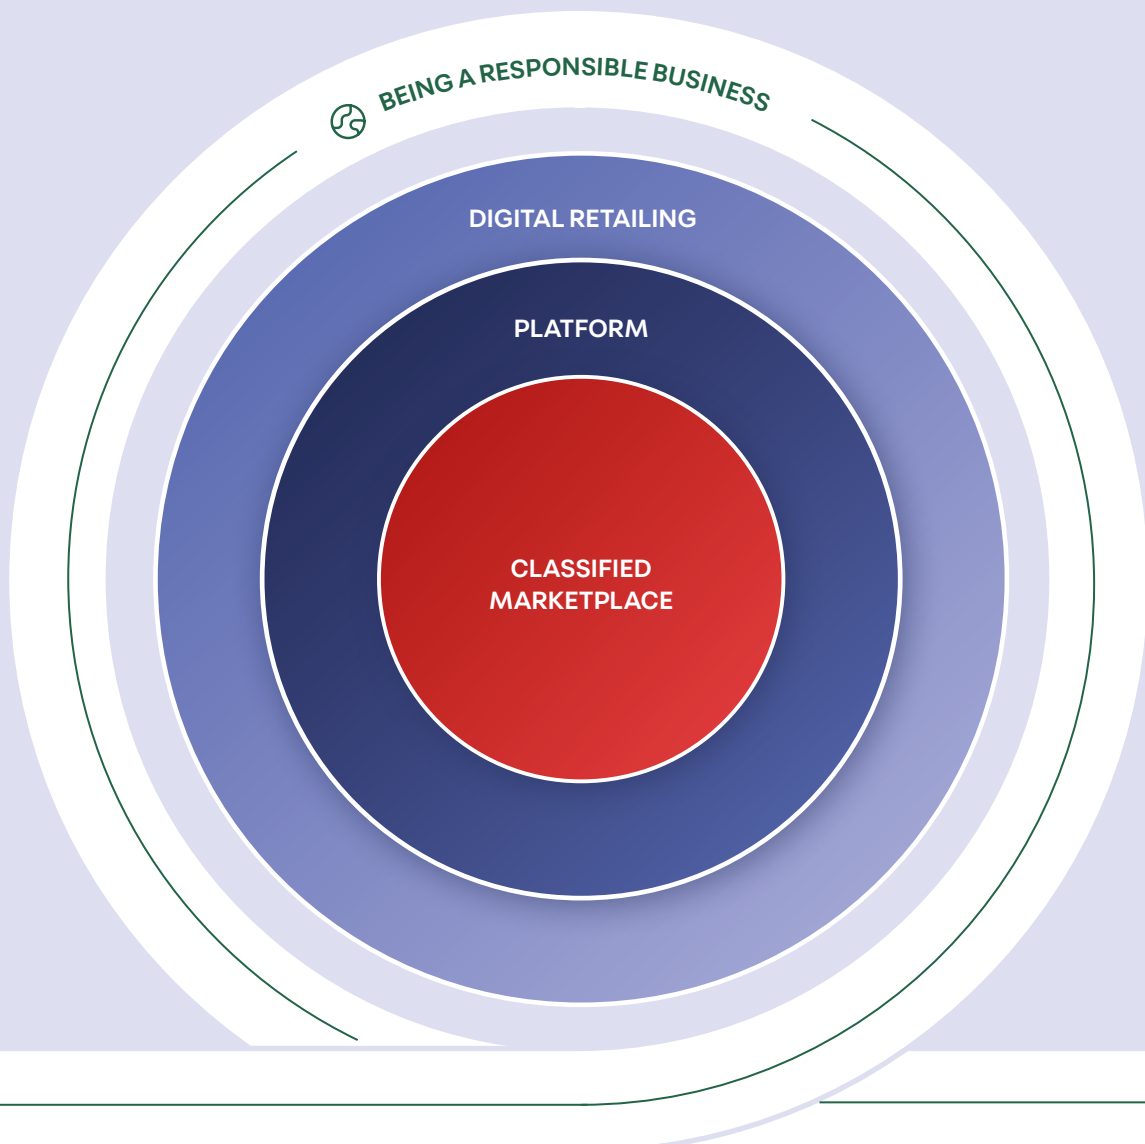 BEING A RESPONSIBLE BUSINESS
DIGITAL RETAILING
PLATFORM
CLASSIFIED
MARKETPLACE